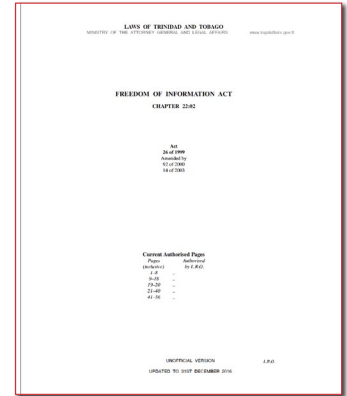 LAWS OF TRINIDAD AND TOBAGO
MINISTRY OF THE ATTORNEY GENERAL AND LEGAL AFFAIRS www.legalaffairs.gov.tt
FREEDOM OF INFORMATION ACT
CHAPTER 22:02
Act
26 of 1999
Amended by
92 of 2000
14 of 2003
Current Authorised Pages
Pages Authorised
(inclusive) by L.R.O.
1–8 ..
9–18 ..
19–20 ..
21–40 ..
41–56 ..
UNOFFICIAL VERSION L.R.O.
UPDATED TO 31ST DECEMBER 2016